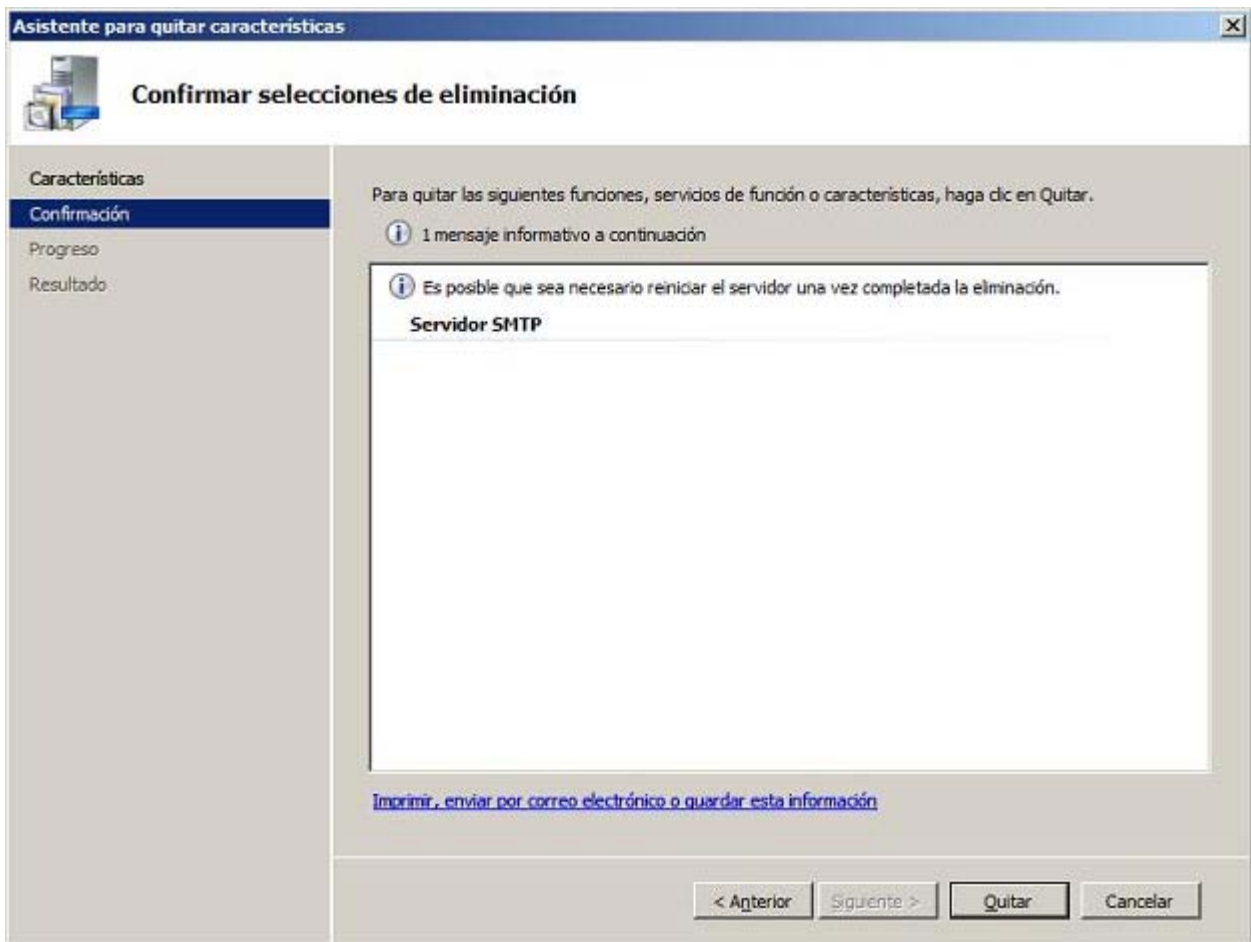 Asistente para quitar características
Confirmar selecciones de eliminación
Características
Confirmación
Progreso
Resultado
Para quitar las siguientes funciones, servicios de función o características, haga clic en Quitar.
1 mensaje informativo a continuación
Es posible que sea necesario reiniciar el servidor una vez completada la eliminación.
Servidor SMTP
Imprimir, enviar por correo electrónico o guardar esta información
< Anterior
Siguiente >
Quitar
Cancelar